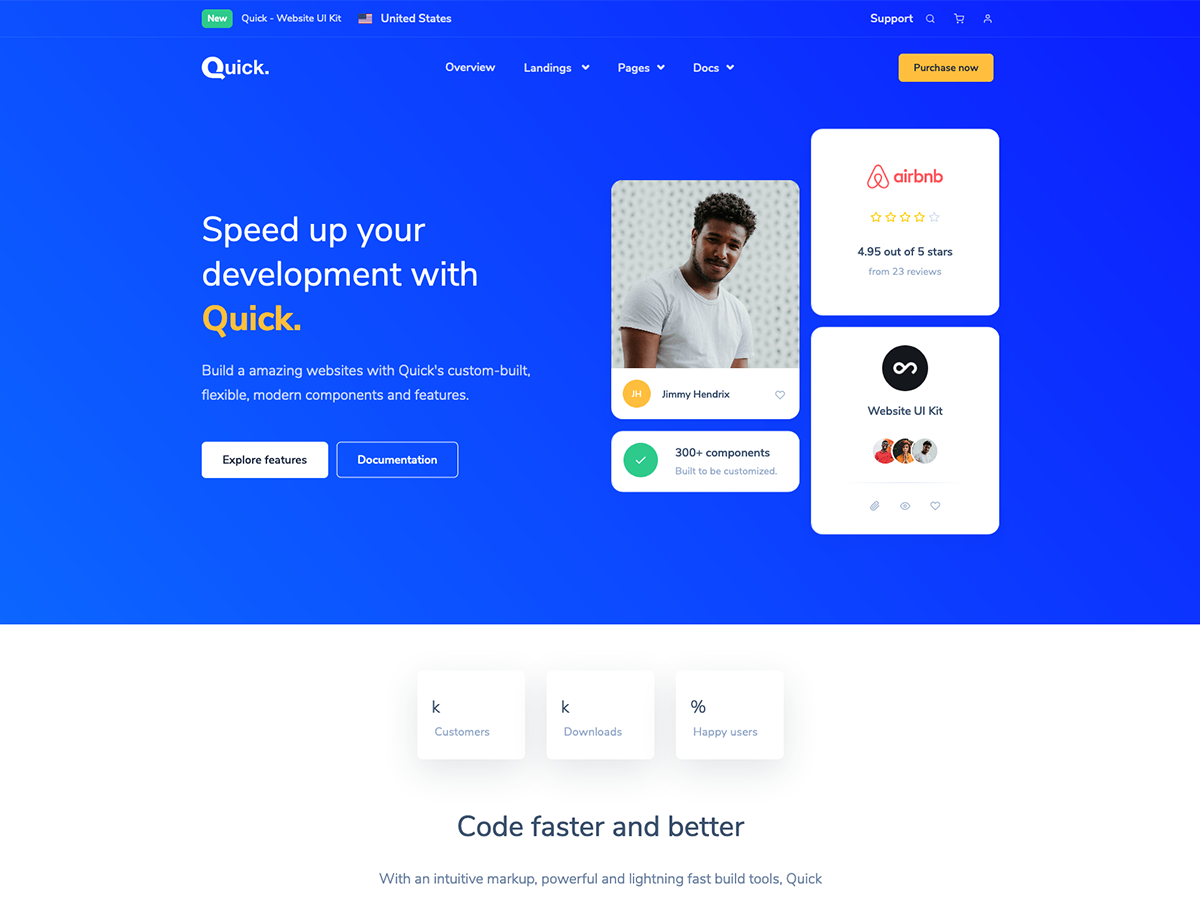 New Quick - Website UI Kit United States Support
Quick. Overview Landings Pages Docs Purchase now
Speed up your
development with
Quick.
Build a amazing websites with Quick's custom-built,
flexible, modern components and features.
Explore features Documentation
JH Jimmy Hendrix
300+ components
Built to be customized.
airbnb
4.95 out of 5 stars
from 23 reviews
Website UI Kit
k
Customers
k
Downloads
%
Happy users
Code faster and better
With an intuitive markup, powerful and lightning fast build tools, Quick